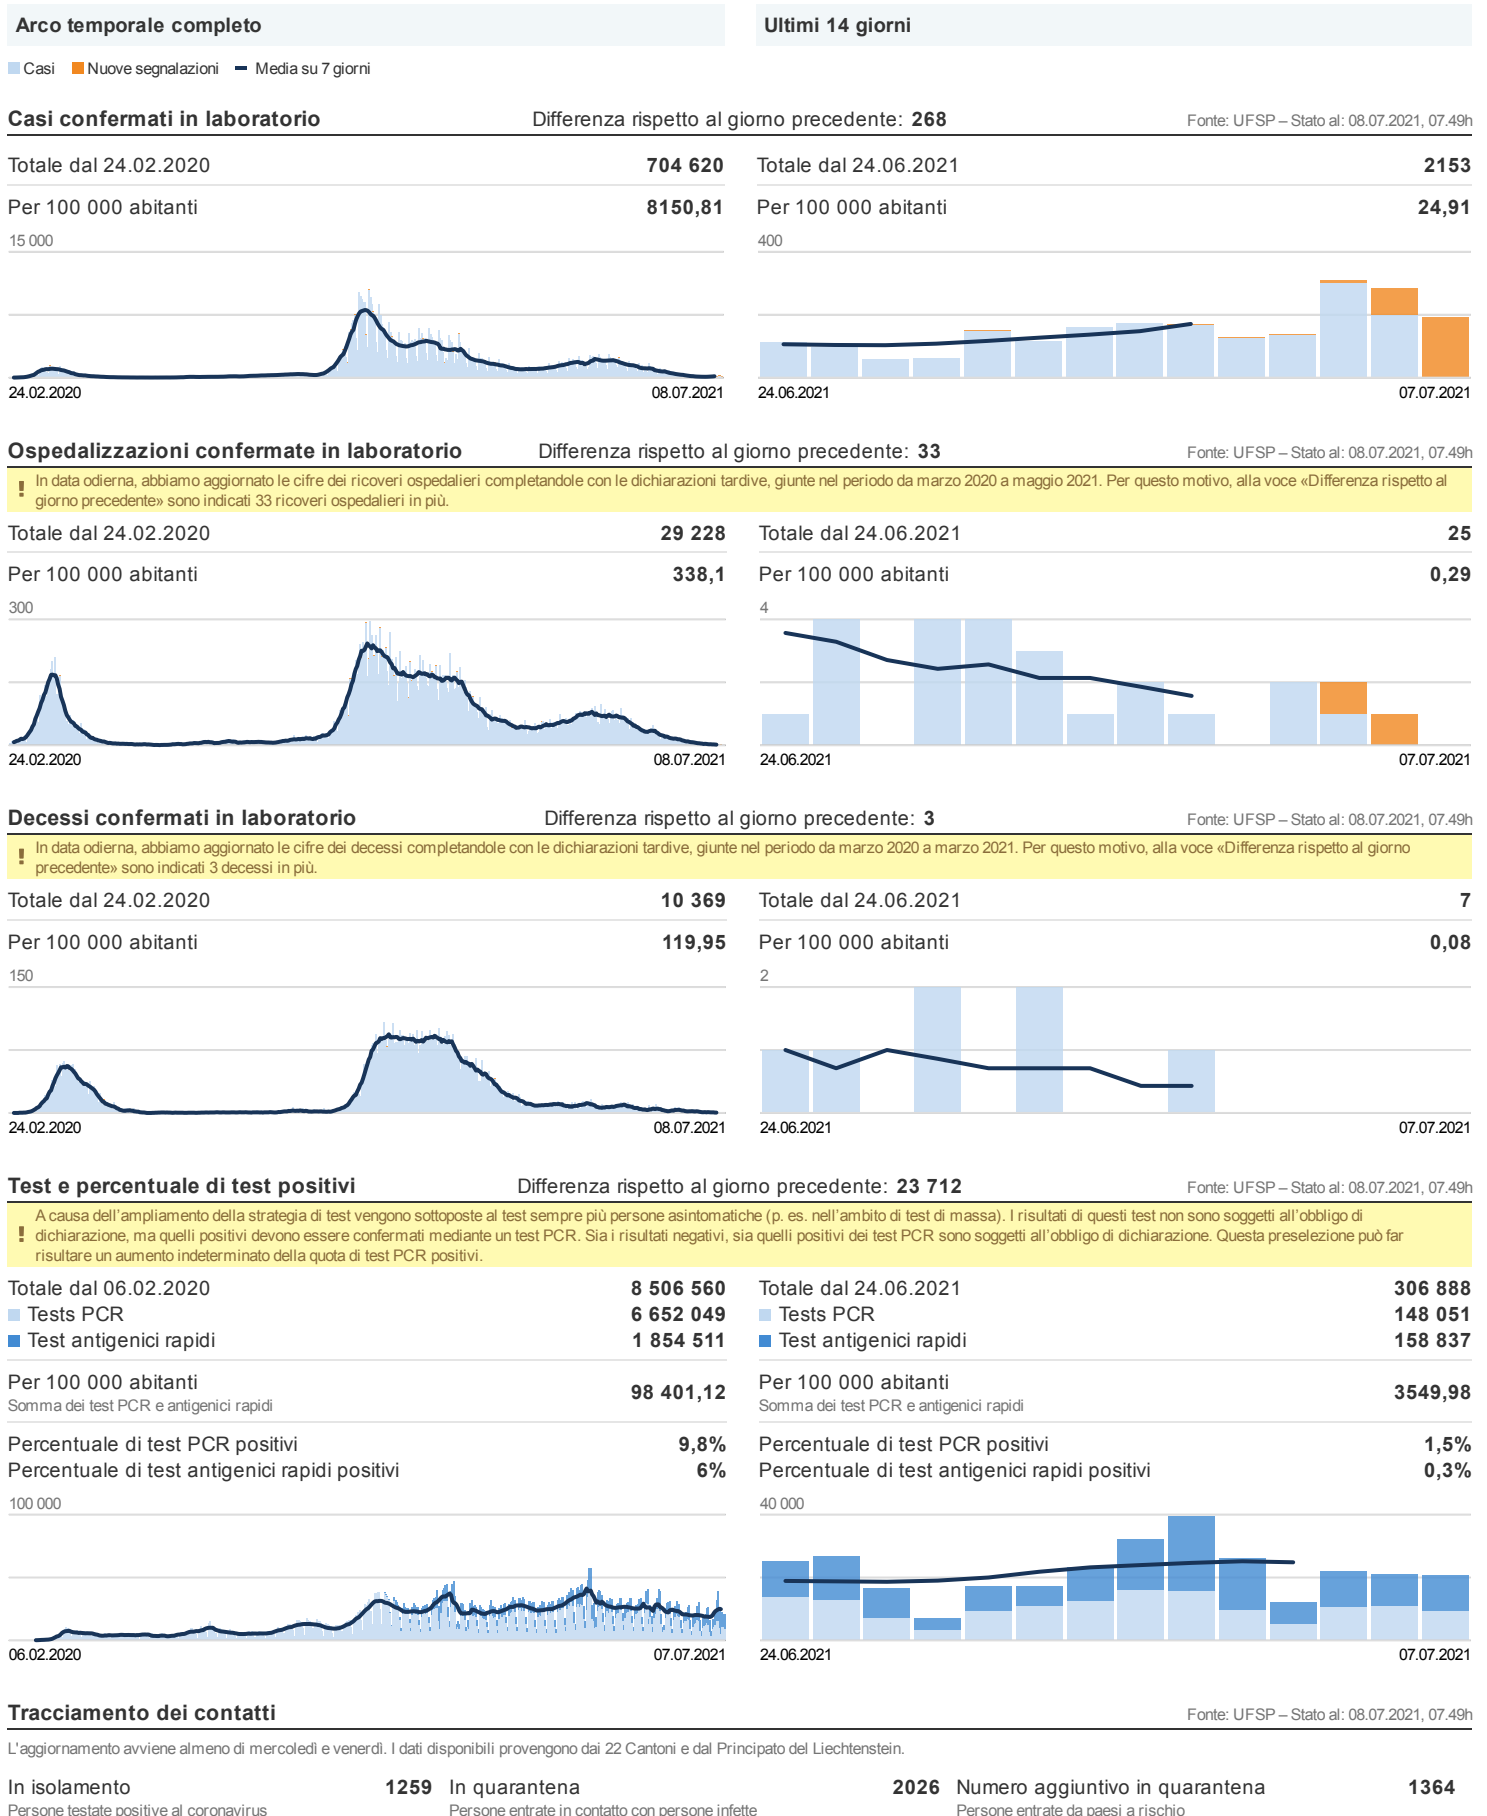 Arco temporale completo
Ultimi 14 giorni
Casi Nuove segnalazioni Media su 7 giorni
Casi confermati in laboratorio Differenza rispetto al giorno precedente: 268 Fonte: UFSP – Stato al: 08.07.2021, 07.49h
Totale dal 24.02.2020 704 620
Per 100 000 abitanti 8150,81
15 000
24.02.2020 08.07.2021
Totale dal 24.06.2021 2153
Per 100 000 abitanti 24,91
400
24.06.2021 07.07.2021
Ospedalizzazioni confermate in laboratorio Differenza rispetto al giorno precedente: 33 Fonte: UFSP – Stato al: 08.07.2021, 07.49h
! In data odierna, abbiamo aggiornato le cifre dei ricoveri ospedalieri completandole con le dichiarazioni tardive, giunte nel periodo da marzo 2020 a maggio 2021. Per questo motivo, alla voce «Differenza rispetto al
giorno precedente» sono indicati 33 ricoveri ospedalieri in più.
Totale dal 24.02.2020 29 228
Per 100 000 abitanti 338,1
300
24.02.2020 08.07.2021
Totale dal 24.06.2021 25
Per 100 000 abitanti 0,29
4
24.06.2021 07.07.2021
Decessi confermati in laboratorio Differenza rispetto al giorno precedente: 3 Fonte: UFSP – Stato al: 08.07.2021, 07.49h
! In data odierna, abbiamo aggiornato le cifre dei decessi completandole con le dichiarazioni tardive, giunte nel periodo da marzo 2020 a marzo 2021. Per questo motivo, alla voce «Differenza rispetto al giorno
precedente» sono indicati 3 decessi in più.
Totale dal 24.02.2020 10 369
Per 100 000 abitanti 119,95
150
24.02.2020 08.07.2021
Totale dal 24.06.2021 7
Per 100 000 abitanti 0,08
2
24.06.2021 07.07.2021
Test e percentuale di test positivi Differenza rispetto al giorno precedente: 23 712 Fonte: UFSP – Stato al: 08.07.2021, 07.49h
A causa dell'ampliamento della strategia di test vengono sottoposte al test sempre più persone asintomatiche (p. es. nell'ambito di test di massa). I risultati di questi test non sono soggetti all'obbligo di
! dichiarazione, ma quelli positivi devono essere confermati mediante un test PCR. Sia i risultati negativi, sia quelli positivi dei test PCR sono soggetti all'obbligo di dichiarazione. Questa preselezione può far
risultare un aumento indeterminato della quota di test PCR positivi.
Totale dal 06.02.2020 8 506 560
Tests PCR 6 652 049
Test antigenici rapidi 1 854 511
Per 100 000 abitanti 98 401,12
Somma dei test PCR e antigenici rapidi
Percentuale di test PCR positivi 9,8%
Percentuale di test antigenici rapidi positivi 6%
100 000
06.02.2020 07.07.2021
Totale dal 24.06.2021 306 888
Tests PCR 148 051
Test antigenici rapidi 158 837
Per 100 000 abitanti 3549,98
Somma dei test PCR e antigenici rapidi
Percentuale di test PCR positivi 1,5%
Percentuale di test antigenici rapidi positivi 0,3%
40 000
24.06.2021 07.07.2021
Tracciamento dei contatti Fonte: UFSP – Stato al: 08.07.2021, 07.49h
L'aggiornamento avviene almeno di mercoledì e venerdì. I dati disponibili provengono dai 22 Cantoni e dal Principato del Liechtenstein.
In isolamento 1259 In quarantena 2026 Numero aggiuntivo in quarantena 1364
Persone testate positive al coronavirus Persone entrate in contatto con persone infette Persone entrate da paesi a rischio